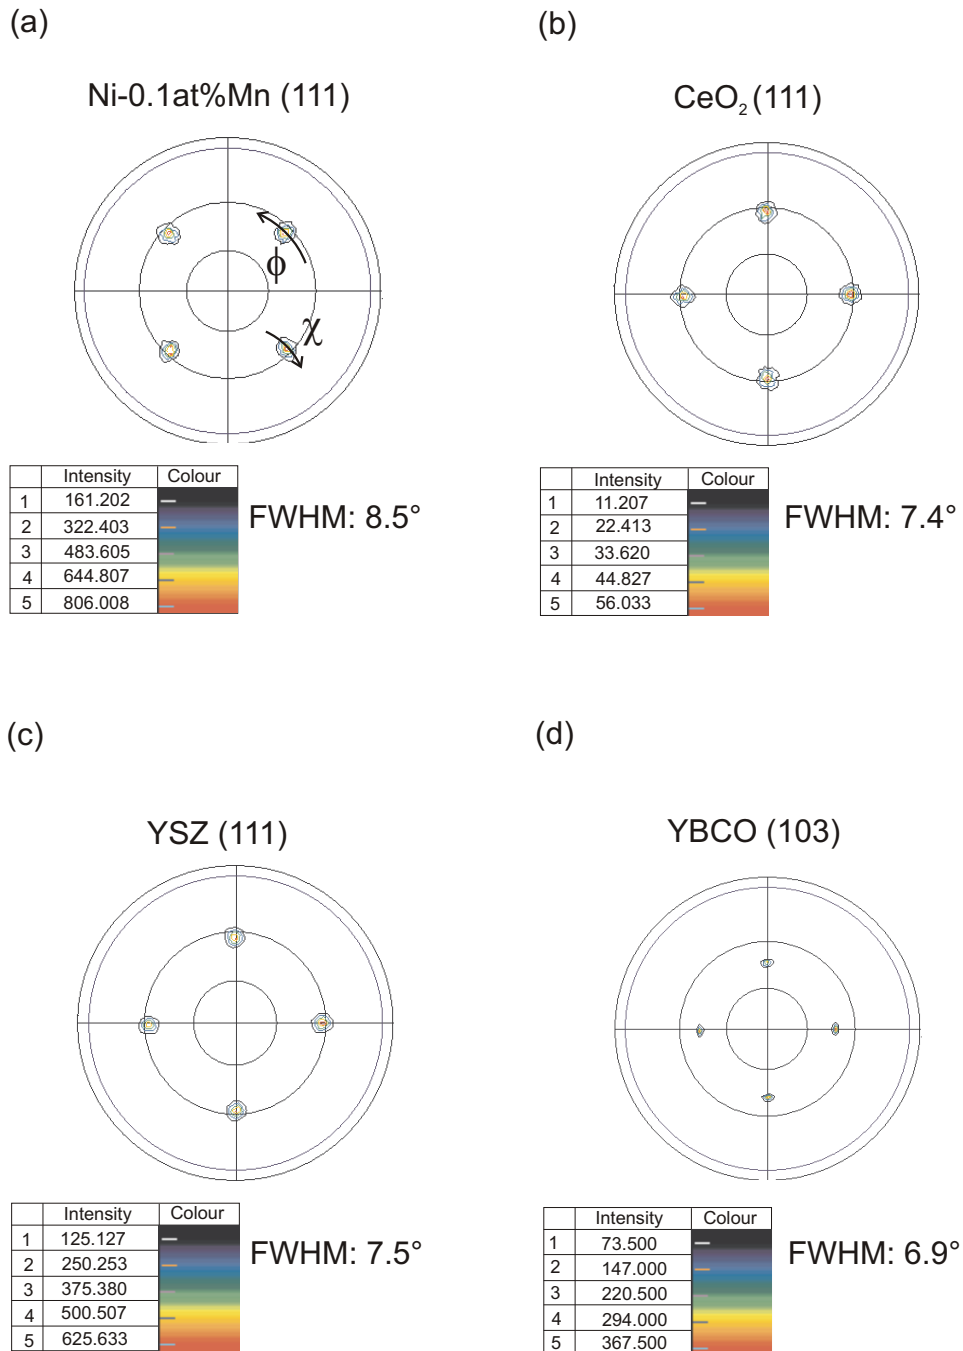 (a)
Ni-0.1at%Mn (111)
ϕ
χ
Intensity Colour
1 161.202
2 322.403
3 483.605
4 644.807
5 806.008
FWHM: 8.5°
(b)
CeO₂ (111)
Intensity Colour
1 11.207
2 22.413
3 33.620
4 44.827
5 56.033
FWHM: 7.4°
(c)
YSZ (111)
Intensity Colour
1 125.127
2 250.253
3 375.380
4 500.507
5 625.633
FWHM: 7.5°
(d)
YBCO (103)
Intensity Colour
1 73.500
2 147.000
3 220.500
4 294.000
5 367.500
FWHM: 6.9°